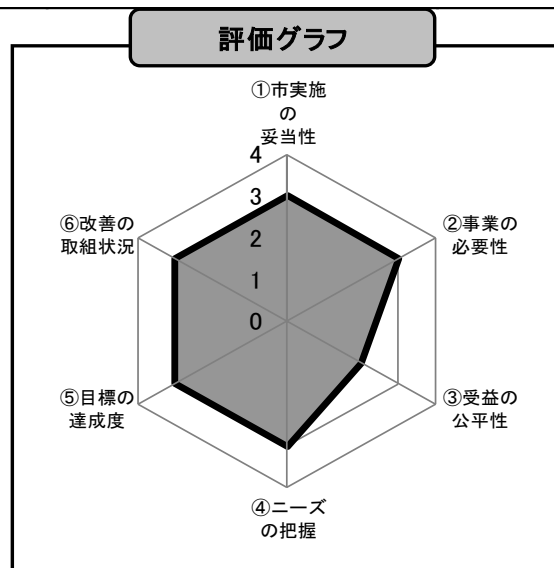 評価グラフ
①市実施
の
妥当性
4
3
2
1
0
②事業の
必要性
③受益の
公平性
④ニーズ
の把握
⑤目標の
達成度
⑥改善の
取組状況